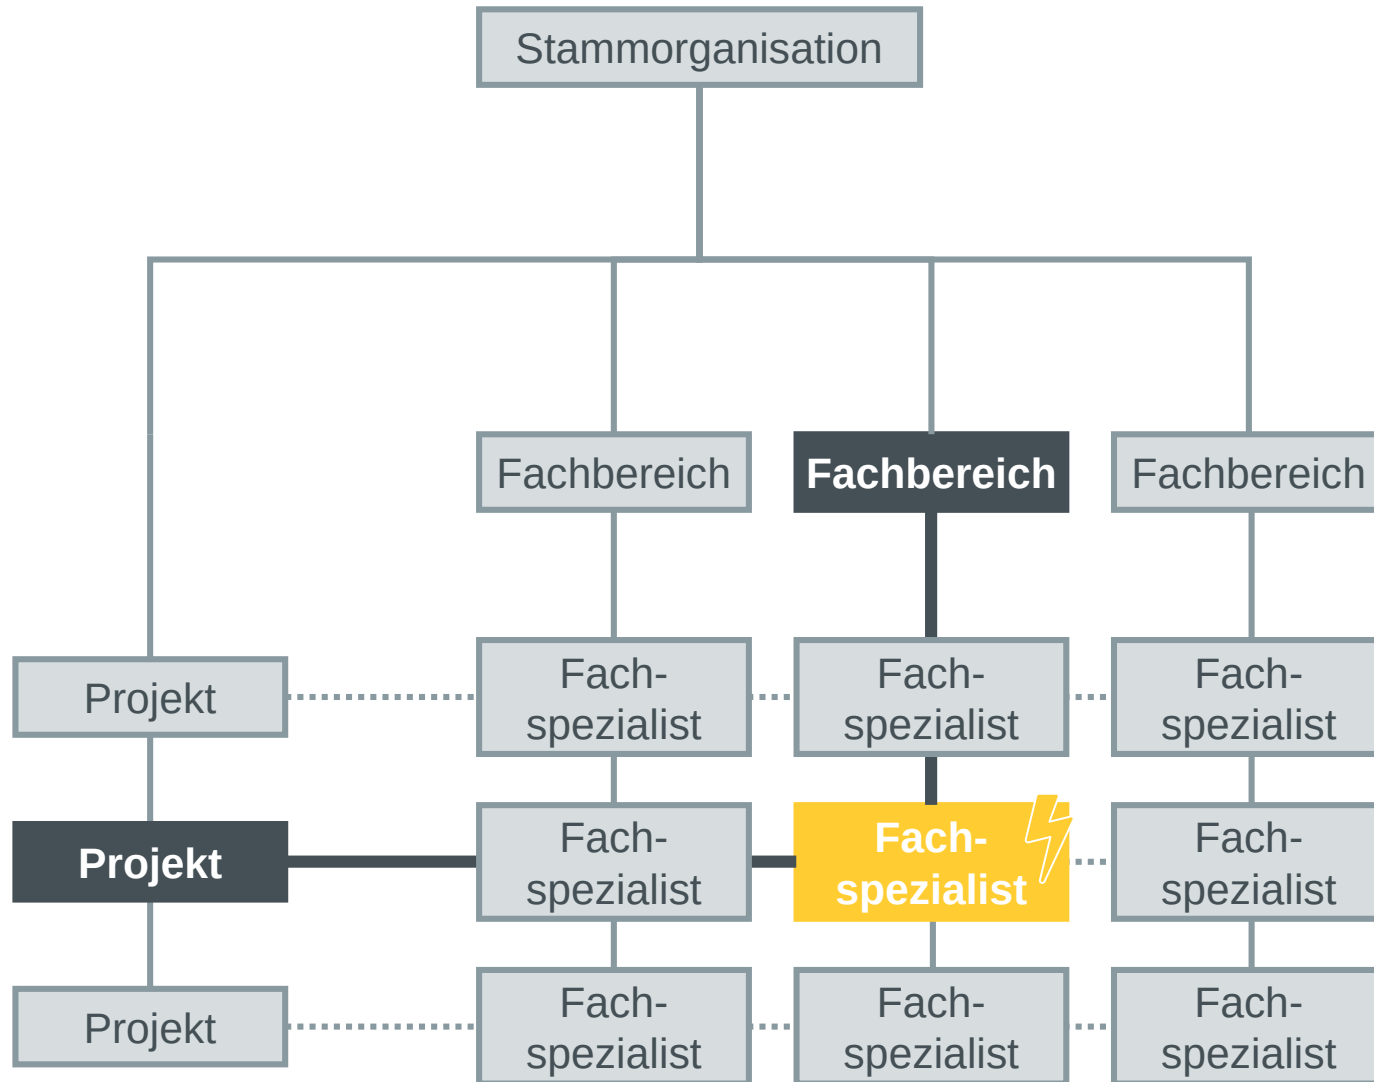 Stammorganisation
Fachbereich
Fachbereich
Fachbereich
Projekt
Fach-
spezialist
Fach-
spezialist
Fach-
spezialist
Projekt
Fach-
spezialist
Fach-
spezialist
Fach-
spezialist
Projekt
Fach-
spezialist
Fach-
spezialist
Fach-
spezialist